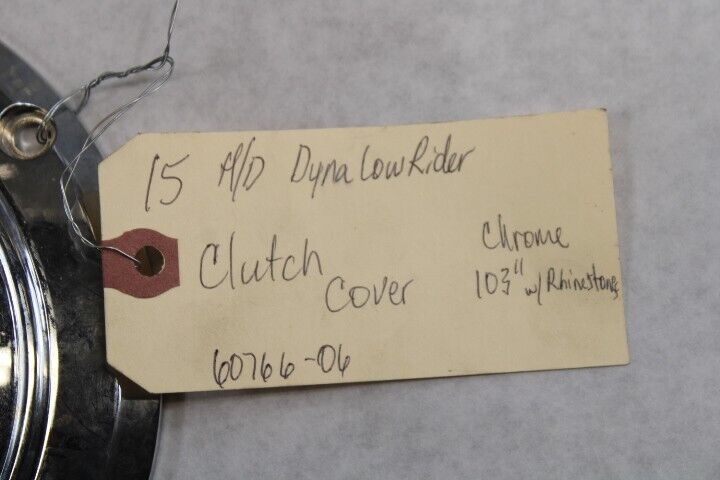 15 H/D Dyna Low Rider
Clutch
Cover
Chrome
103" w/ Rhinestones
60766-06